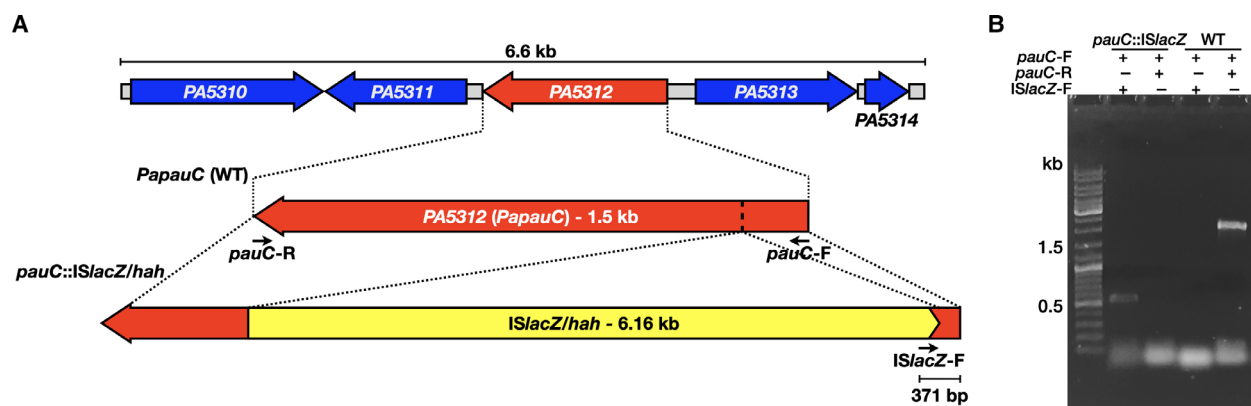 A
6.6 kb
PA5310
PA5311
PA5312
PA5313
PA5314
PapauC (WT)
PA5312 (PapauC) - 1.5 kb
pauC-R
pauC-F
pauC::ISlacZ/hah
ISlacZ/hah - 6.16 kb
ISlacZ-F
371 bp
B
pauC::ISlacZ WT
pauC-F + + + +
pauC-R − + − +
ISlacZ-F + − + −
kb
1.5
0.5